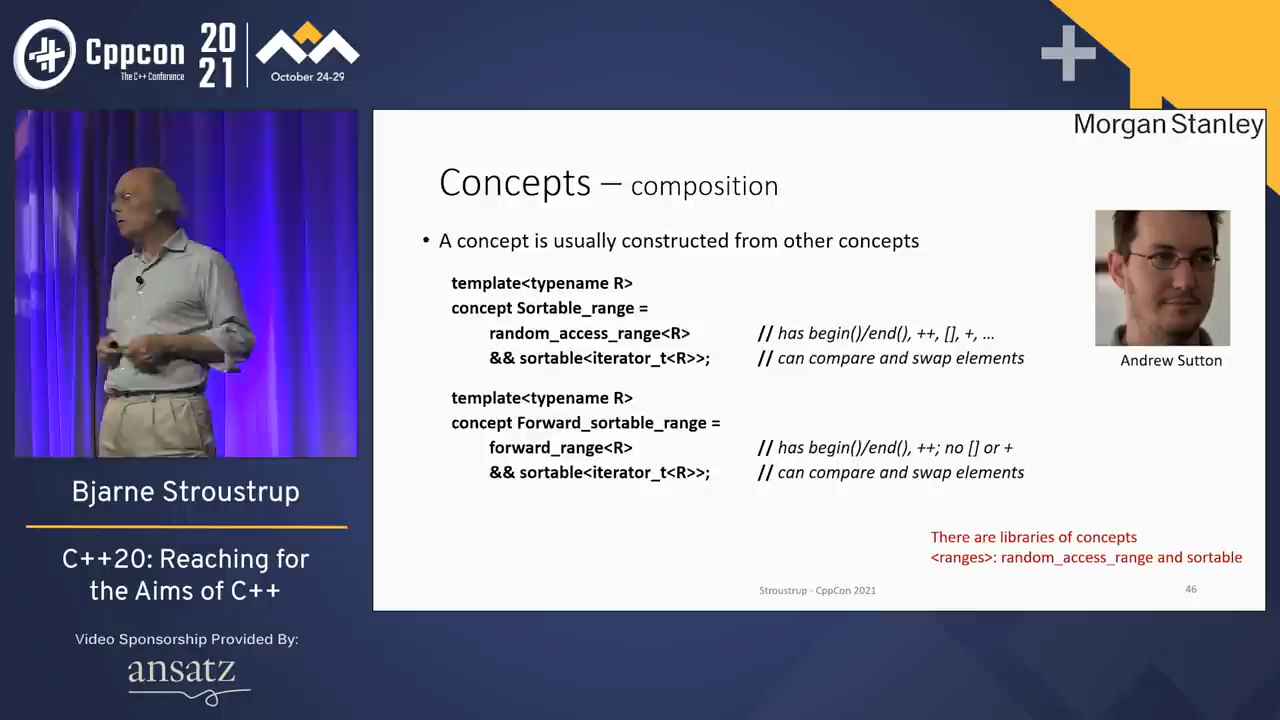 Cppcon
The C++ Conference
20
21
October 24-29
Morgan Stanley
Concepts – composition
• A concept is usually constructed from other concepts
template<typename R>
concept Sortable_range =
random_access_range<R> // has begin()/end(), ++, [], +, …
&& sortable<iterator_t<R>>; // can compare and swap elements
template<typename R>
concept Forward_sortable_range =
forward_range<R> // has begin()/end(), ++; no [] or +
&& sortable<iterator_t<R>>; // can compare and swap elements
Andrew Sutton
There are libraries of concepts
<ranges>: random_access_range and sortable
Stroustrup - CppCon 2021
46
Bjarne Stroustrup
C++20: Reaching for
the Aims of C++
Video Sponsorship Provided By:
ansatz